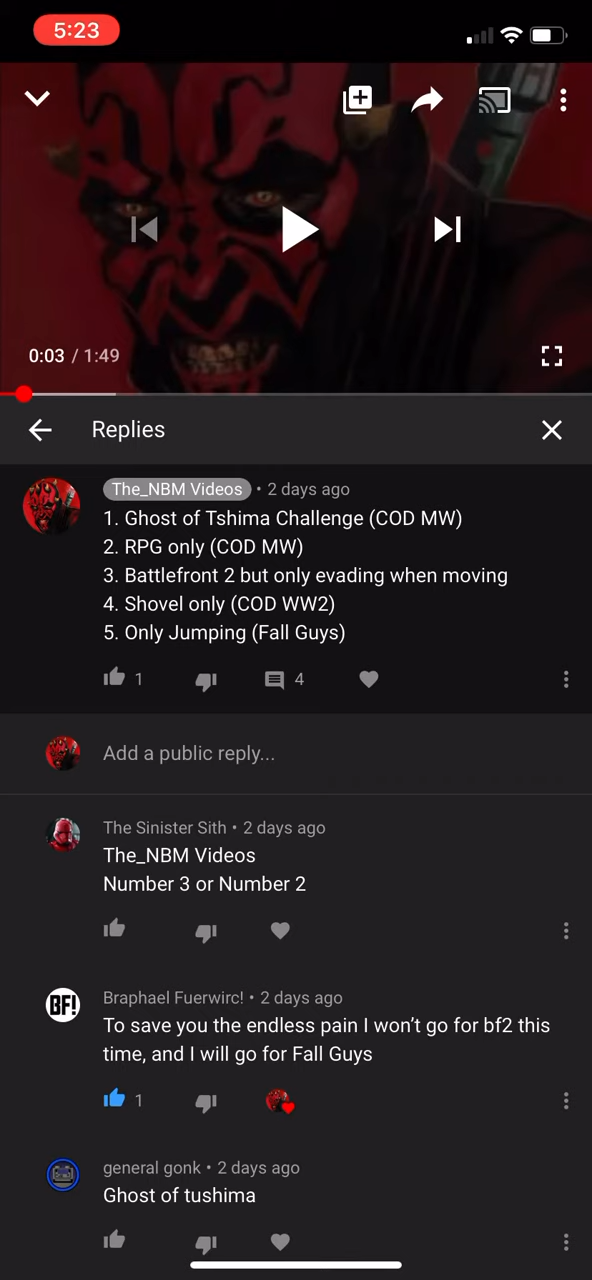 5:23
0:03 / 1:49
Replies
The_NBM Videos • 2 days ago
1. Ghost of Tshima Challenge (COD MW)
2. RPG only (COD MW)
3. Battlefront 2 but only evading when moving
4. Shovel only (COD WW2)
5. Only Jumping (Fall Guys)
1 4
Add a public reply...
The Sinister Sith • 2 days ago
The_NBM Videos
Number 3 or Number 2
BF!
Braphael Fuerwirc! • 2 days ago
To save you the endless pain I won’t go for bf2 this
time, and I will go for Fall Guys
1
general gonk • 2 days ago
Ghost of tushima